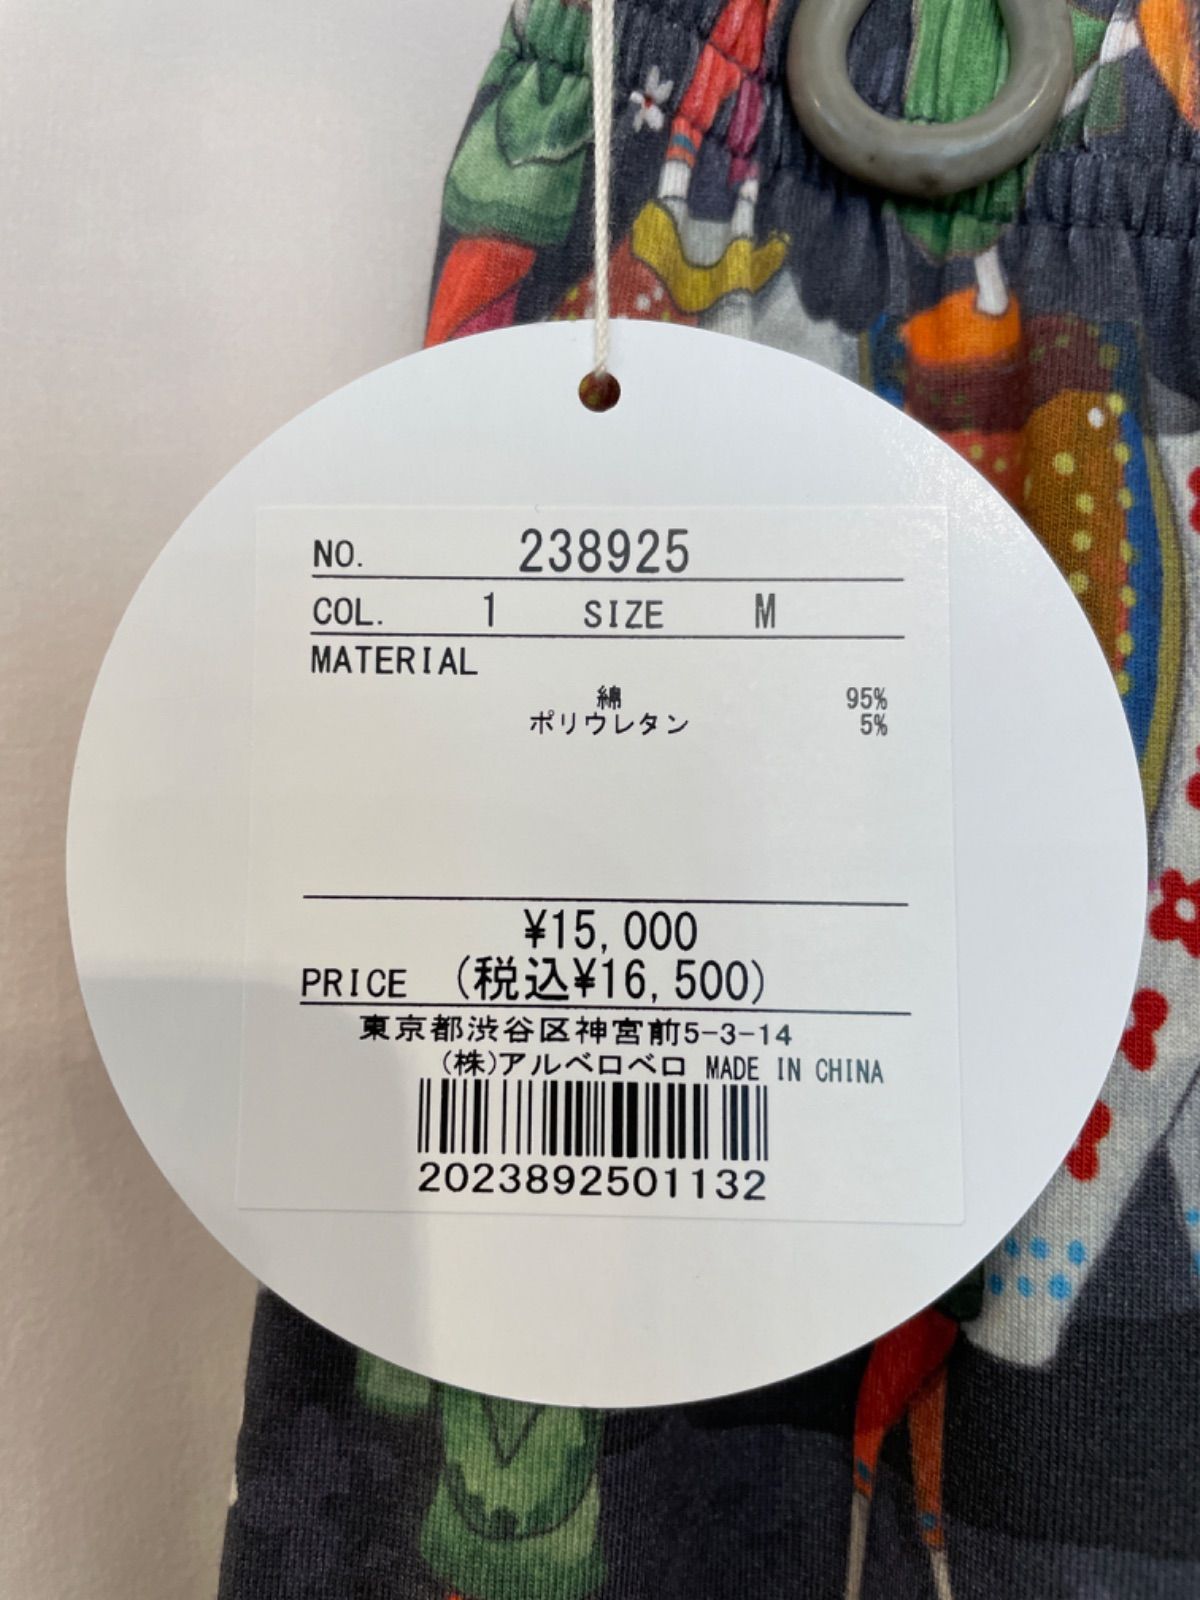 NO. 238925
COL. 1 SIZE M
MATERIAL
綿 95%
ポリウレタン 5%
¥15,000
PRICE (税込¥16,500)
東京都渋谷区神宮前5-3-14
(株)アルベロベロ MADE IN CHINA
2023892501132